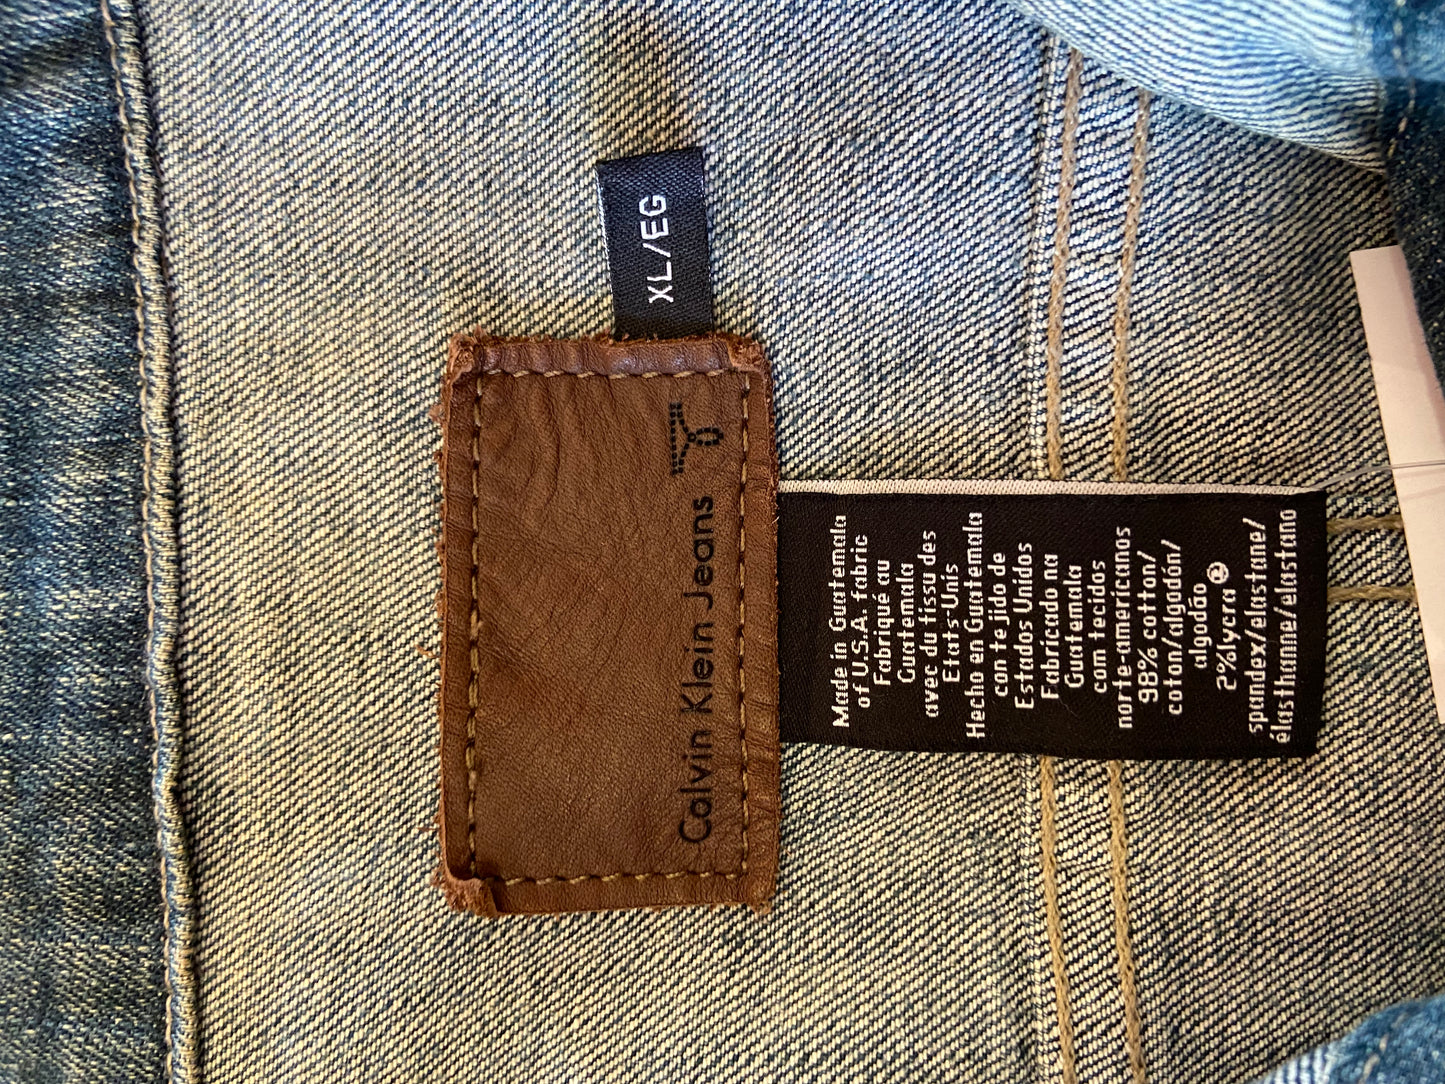 XL/EG
Calvin Klein Jeans
Made in Guatemala
of U.S.A. fabric
Fabriqué au
Guatemala
avec du tissu des
Etats-Unis
Hecho en Guatemala
con tejido de
Estados Unidos
Fabricado na
Guatemala
com tecidos
norte-americanos
98% cotton/
coton/algodón/
algodão
2%lycra ®
spandex/elastane/
élasthanne/elastano